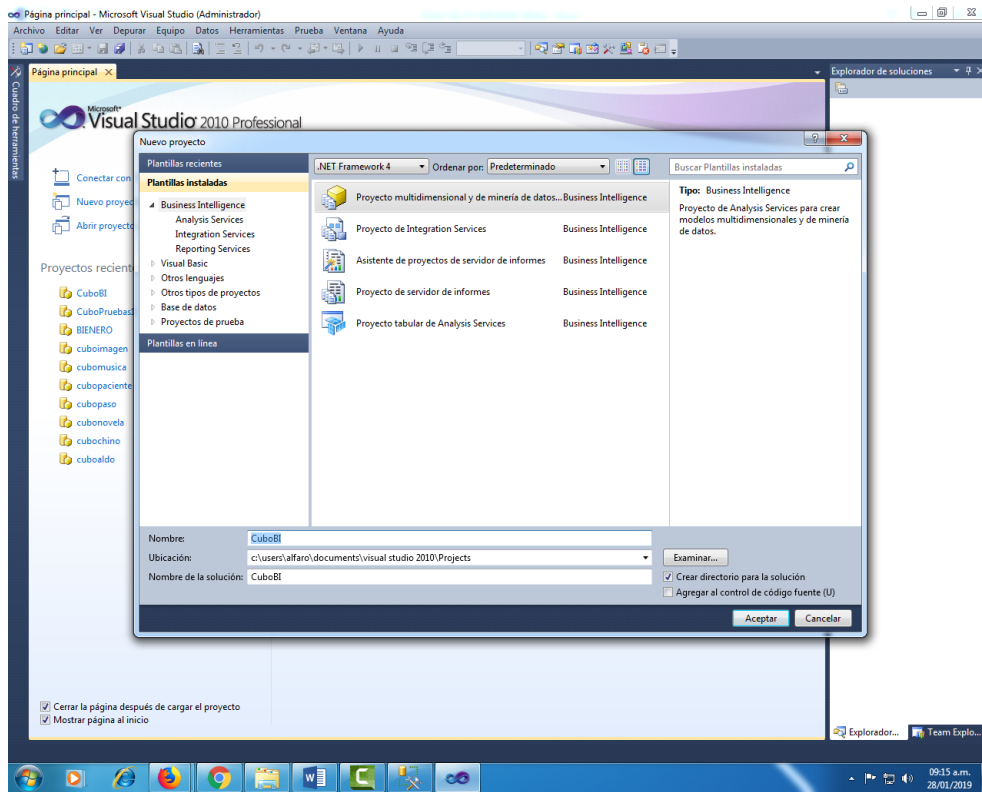 Página principal - Microsoft Visual Studio (Administrador)
Archivo Editar Ver Depurar Equipo Datos Herramientas Prueba Ventana Ayuda
Página principal
Explorador de soluciones
Cuadro de herramientas
Microsoft
Visual Studio 2010 Professional
Conectar con
Nuevo proyec
Abrir proyecto
Proyectos recient
CuboBI
CuboPruebas
BIENERO
cuboimagen
cubomusica
cubopaciente
cubopaso
cubonovela
cubochino
cuboaldo
Nuevo proyecto
Plantillas recientes
Plantillas instaladas
Business Intelligence
Analysis Services
Integration Services
Reporting Services
Visual Basic
Otros lenguajes
Otros tipos de proyectos
Base de datos
Proyectos de prueba
Plantillas en línea
.NET Framework 4
Ordenar por: Predeterminado
Buscar Plantillas instaladas
Proyecto multidimensional y de minería de datos... Business Intelligence
Proyecto de Integration Services Business Intelligence
Asistente de proyectos de servidor de informes Business Intelligence
Proyecto de servidor de informes Business Intelligence
Proyecto tabular de Analysis Services Business Intelligence
Tipo: Business Intelligence
Proyecto de Analysis Services para crear
modelos multidimensionales y de minería
de datos.
Nombre: CuboBI
Ubicación: c:\users\alfaro\documents\visual studio 2010\Projects
Examinar...
Nombre de la solución: CuboBI
Crear directorio para la solución
Agregar al control de código fuente (U)
Aceptar Cancelar
Cerrar la página después de cargar el proyecto
Mostrar página al inicio
Explorador... Team Explo...
09:15 a.m.
28/01/2019